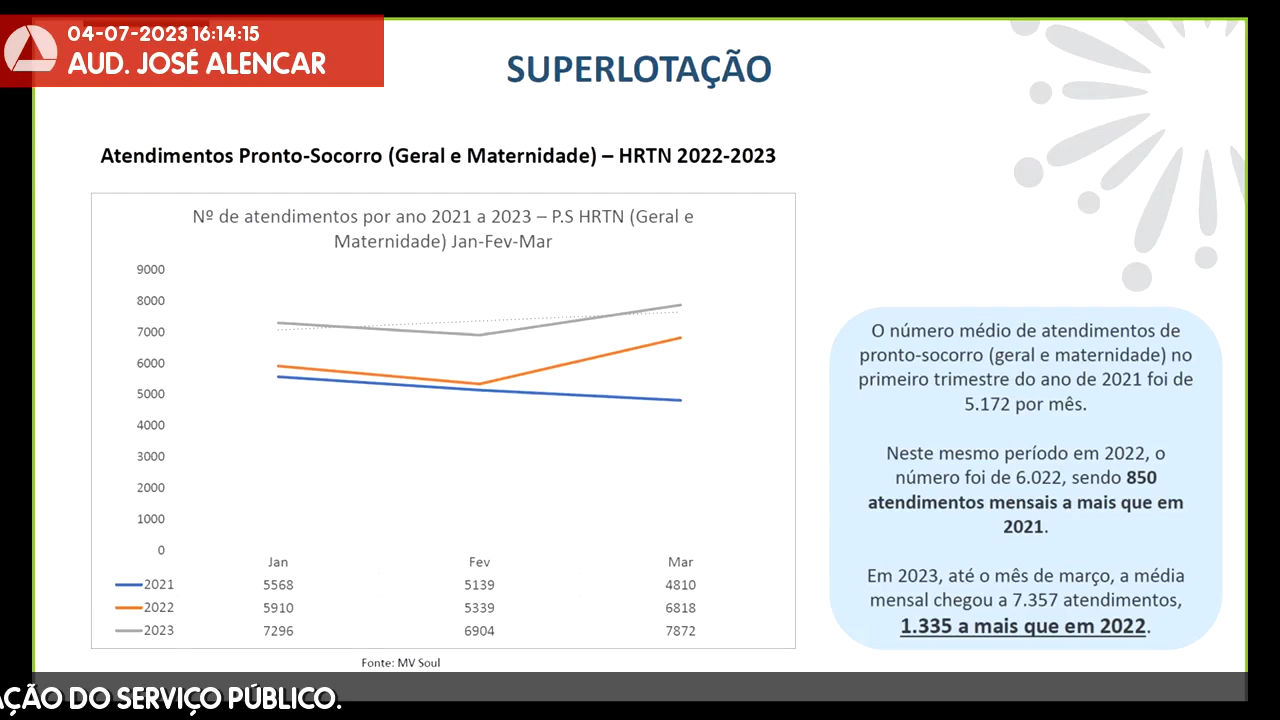 04-07-2023 16:14:15
AUD. JOSÉ ALENCAR
SUPERLOTAÇÃO
Atendimentos Pronto-Socorro (Geral e Maternidade) – HRTN 2022-2023
Nº de atendimentos por ano 2021 a 2023 – P.S HRTN (Geral e
Maternidade) Jan-Fev-Mar
9000
8000
7000
6000
5000
4000
3000
2000
1000
0
Jan Fev Mar
2021 5568 5139 4810
2022 5910 5339 6818
2023 7296 6904 7872
Fonte: MV Soul
O número médio de atendimentos de
pronto-socorro (geral e maternidade) no
primeiro trimestre do ano de 2021 foi de
5.172 por mês.
Neste mesmo período em 2022, o
número foi de 6.022, sendo 850
atendimentos mensais a mais que em
2021.
Em 2023, até o mês de março, a média
mensal chegou a 7.357 atendimentos,
1.335 a mais que em 2022.
AÇÃO DO SERVIÇO PÚBLICO.